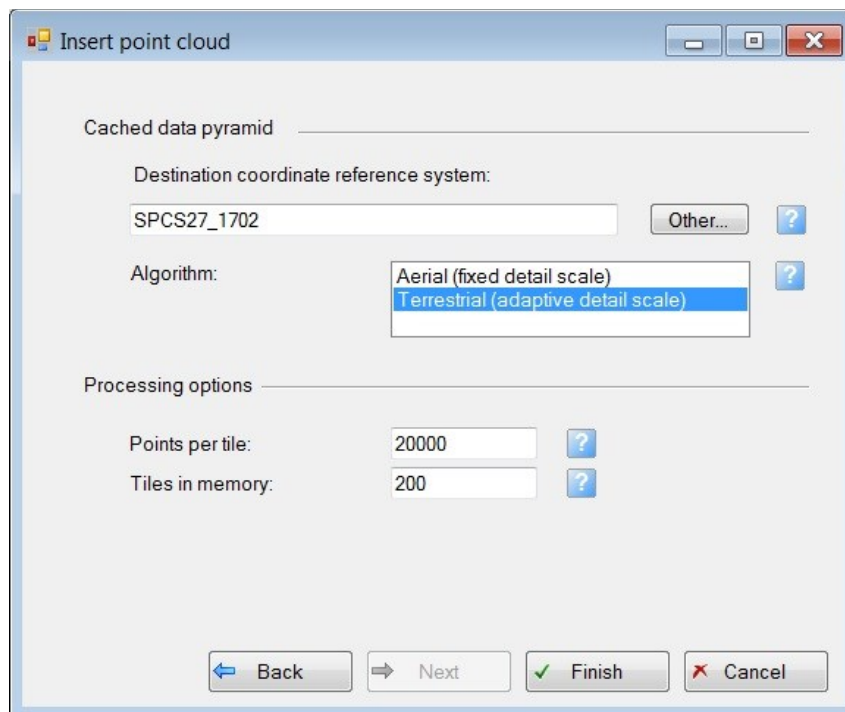 Insert point cloud
Cached data pyramid
Destination coordinate reference system:
SPCS27_1702 Other... ?
Algorithm: Aerial (fixed detail scale) ?
Terrestrial (adaptive detail scale)
Processing options
Points per tile: 20000 ?
Tiles in memory: 200 ?
Back Next Finish Cancel